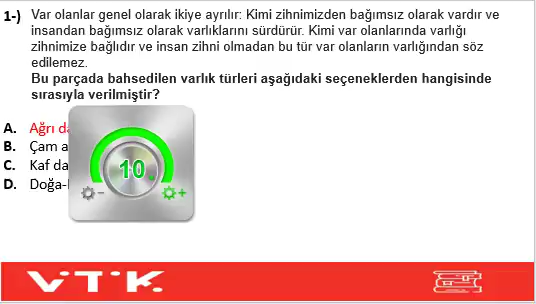 1-) Var olanlar genel olarak ikiye ayrılır: Kimi zihnimizden bağımsız olarak vardır ve
insandan bağımsız olarak varlıklarını sürdürür. Kimi var olanlarında varlığı
zihnimize bağlıdır ve insan zihni olmadan bu tür var olanların varlığından söz
edilemez.
Bu parçada bahsedilen varlık türleri aşağıdaki seçeneklerden hangisinde
sırasıyla verilmiştir?
A. Ağrı
B. Çam
C. Kaf
D. Doğa-
10
VTK